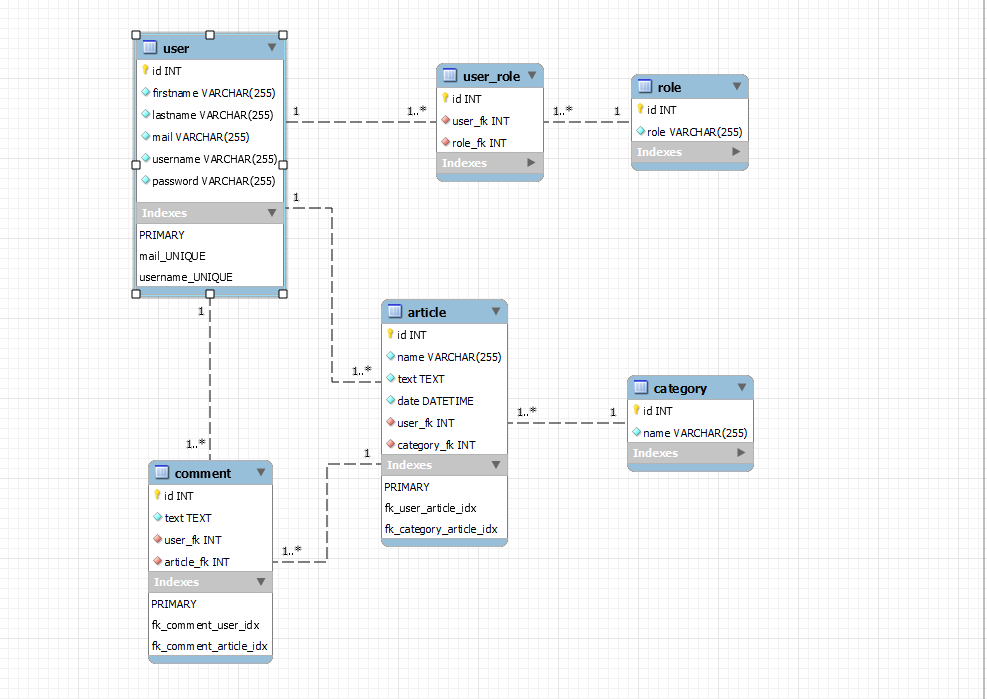 user
id INT
firstname VARCHAR(255)
lastname VARCHAR(255)
mail VARCHAR(255)
username VARCHAR(255)
password VARCHAR(255)
Indexes
PRIMARY
mail_UNIQUE
username_UNIQUE
1
1..*
user_role
id INT
user_fk INT
role_fk INT
Indexes
1..*
1
role
id INT
role VARCHAR(255)
Indexes
1
1..*
article
id INT
name VARCHAR(255)
text TEXT
date DATETIME
user_fk INT
category_fk INT
Indexes
PRIMARY
fk_user_article_idx
fk_category_article_idx
1..*
1
category
id INT
name VARCHAR(255)
Indexes
1
1..*
comment
id INT
text TEXT
user_fk INT
article_fk INT
Indexes
PRIMARY
fk_comment_user_idx
fk_comment_article_idx
1
1..*